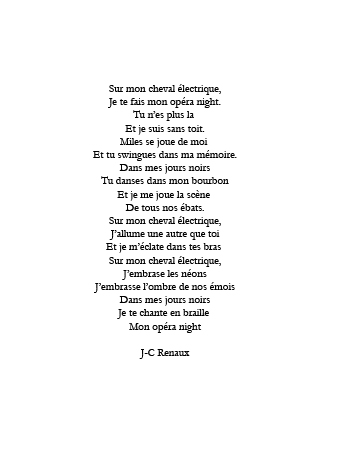 Sur mon cheval électrique,
Je te fais mon opéra night.
Tu n'es plus la
Et je suis sans toit.
Miles se joue de moi
Et tu swingues dans ma mémoire.
Dans mes jours noirs
Tu danses dans mon bourbon
Et je me joue la scène
De tous nos ébats.
Sur mon cheval électrique,
J'allume une autre que toi
Et je m'éclate dans tes bras
Sur mon cheval électrique,
J'embrase les néons
J'embrasse l'ombre de nos émois
Dans mes jours noirs
Je te chante en braille
Mon opéra night
J-C Renaux